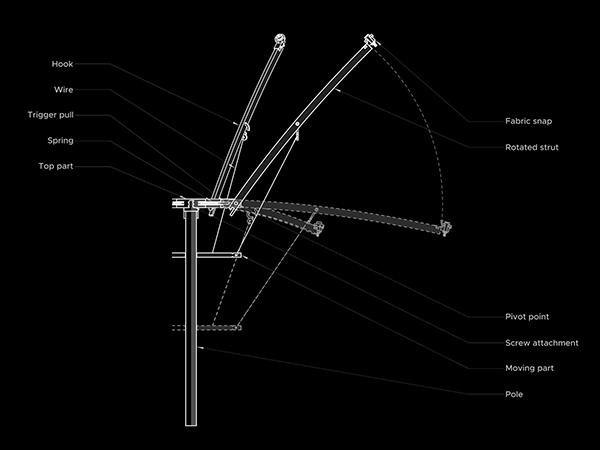 Hook
Wire
Trigger pull
Spring
Top part
Fabric snap
Rotated strut
Pivot point
Screw attachment
Moving part
Pole